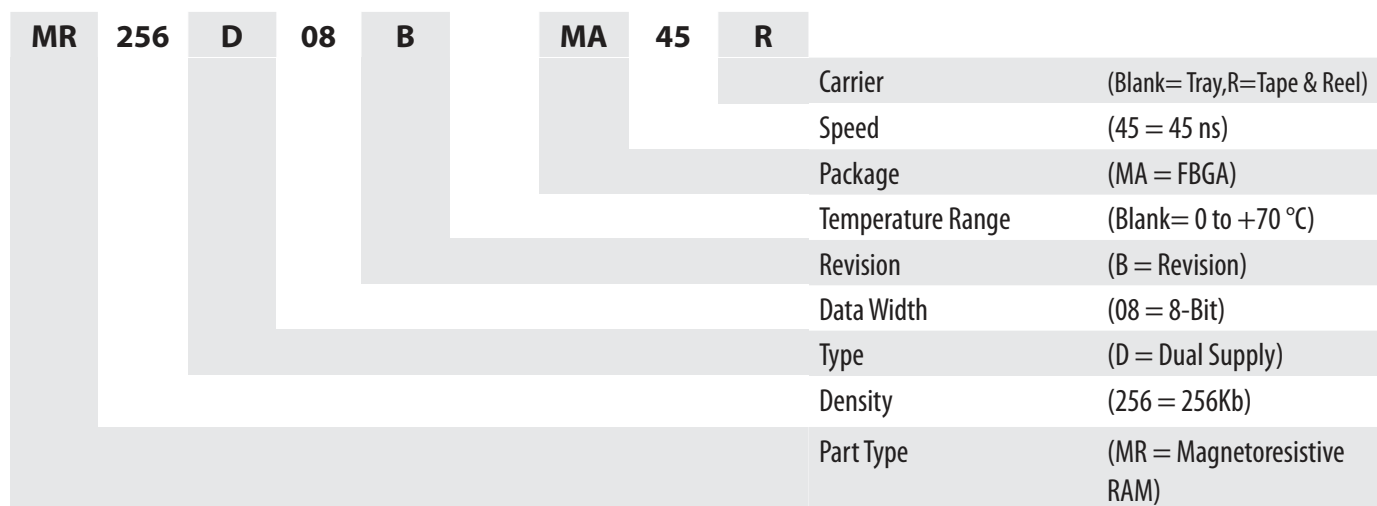 MR 256 D 08 B MA 45 R
Carrier (Blank= Tray,R=Tape & Reel)
Speed (45 = 45 ns)
Package (MA = FBGA)
Temperature Range (Blank= 0 to +70 °C)
Revision (B = Revision)
Data Width (08 = 8-Bit)
Type (D = Dual Supply)
Density (256 = 256Kb)
Part Type (MR = Magnetoresistive
RAM)